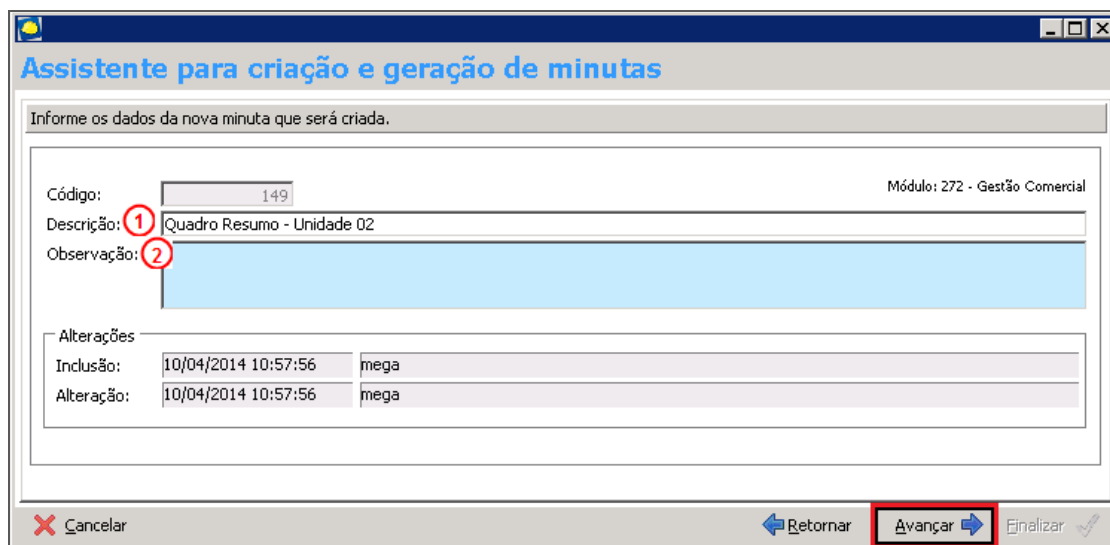 Assistente para criação e geração de minutas
Informe os dados da nova minuta que será criada.
Código: 149 Módulo: 272 - Gestão Comercial
Descrição: 1 Quadro Resumo - Unidade 02
Observação: 2
Alterações
Inclusão: 10/04/2014 10:57:56 mega
Alteração: 10/04/2014 10:57:56 mega
Cancelar Retornar Avançar Finalizar